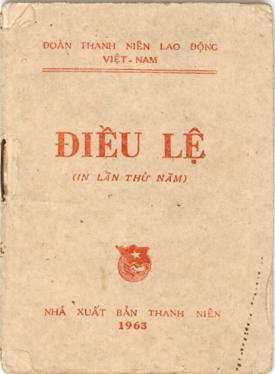 ĐOÀN THANH NIÊN LAO ĐỘNG
VIỆT-NAM
ĐIỀU LỆ
(IN LẦN THỨ NĂM)
NHÀ XUẤT BẢN THANH NIÊN
1963